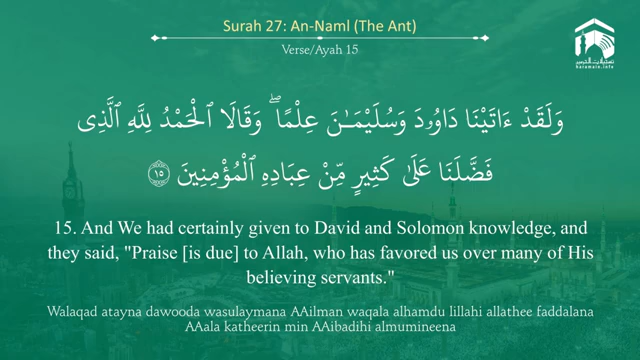 Surah 27: An-Naml (The Ant)
Verse/Ayah 15
haramain.info
وَلَقَدْ ءَاتَيْنَا دَاوُۥدَ وَسُلَيْمَـٰنَ عِلْمًا ۖ وَقَالَا ٱلْحَمْدُ لِلَّهِ ٱلَّذِى
فَضَّلَنَا عَلَىٰ كَثِيرٍ مِّنْ عِبَادِهِ ٱلْمُؤْمِنِينَ ١٥
15. And We had certainly given to David and Solomon knowledge, and
they said, "Praise [is due] to Allah, who has favored us over many of His
believing servants."
Walaqad atayna dawooda wasulaymana AAilman waqala alhamdu lillahi allathee faddalana
AAala katheerin min AAibadihi almumineena